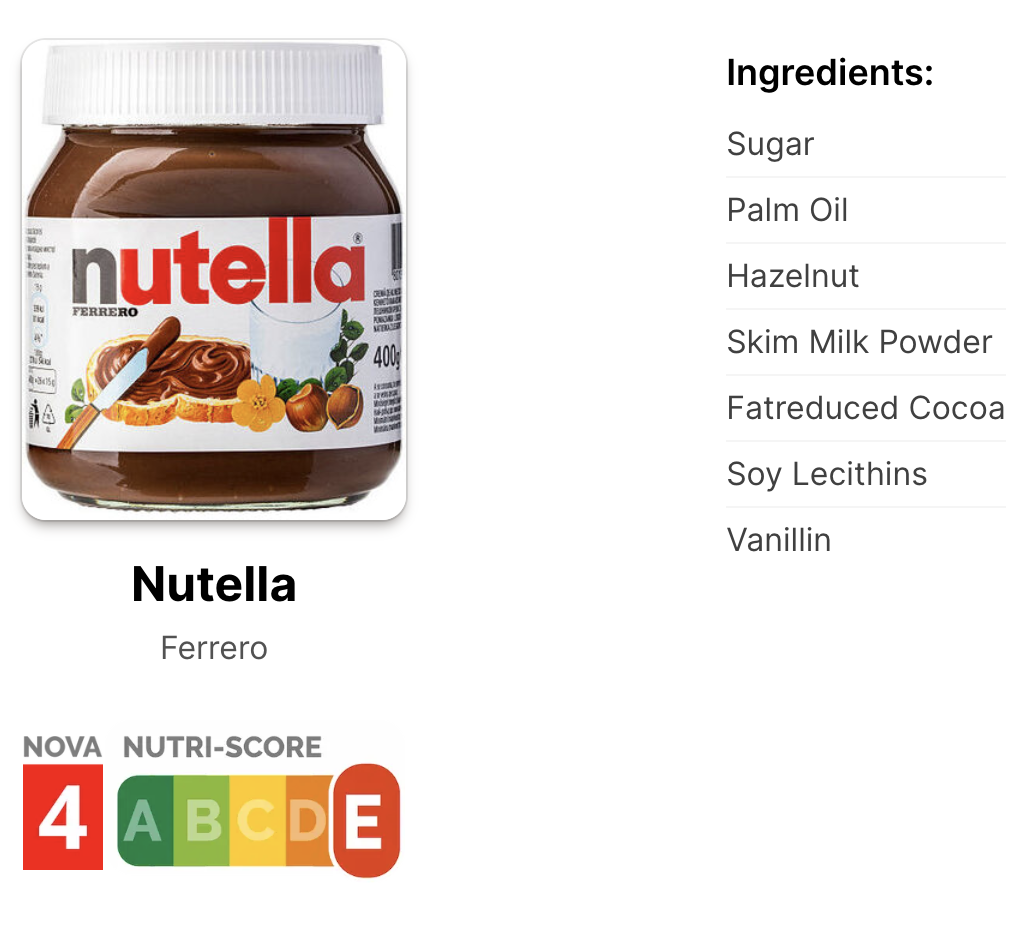 nutella
®
FERRERO
400g
Nutella
Ferrero
NOVA
4
NUTRI-SCORE
A B C D E
Ingredients:
Sugar
Palm Oil
Hazelnut
Skim Milk Powder
Fatreduced Cocoa
Soy Lecithins
Vanillin